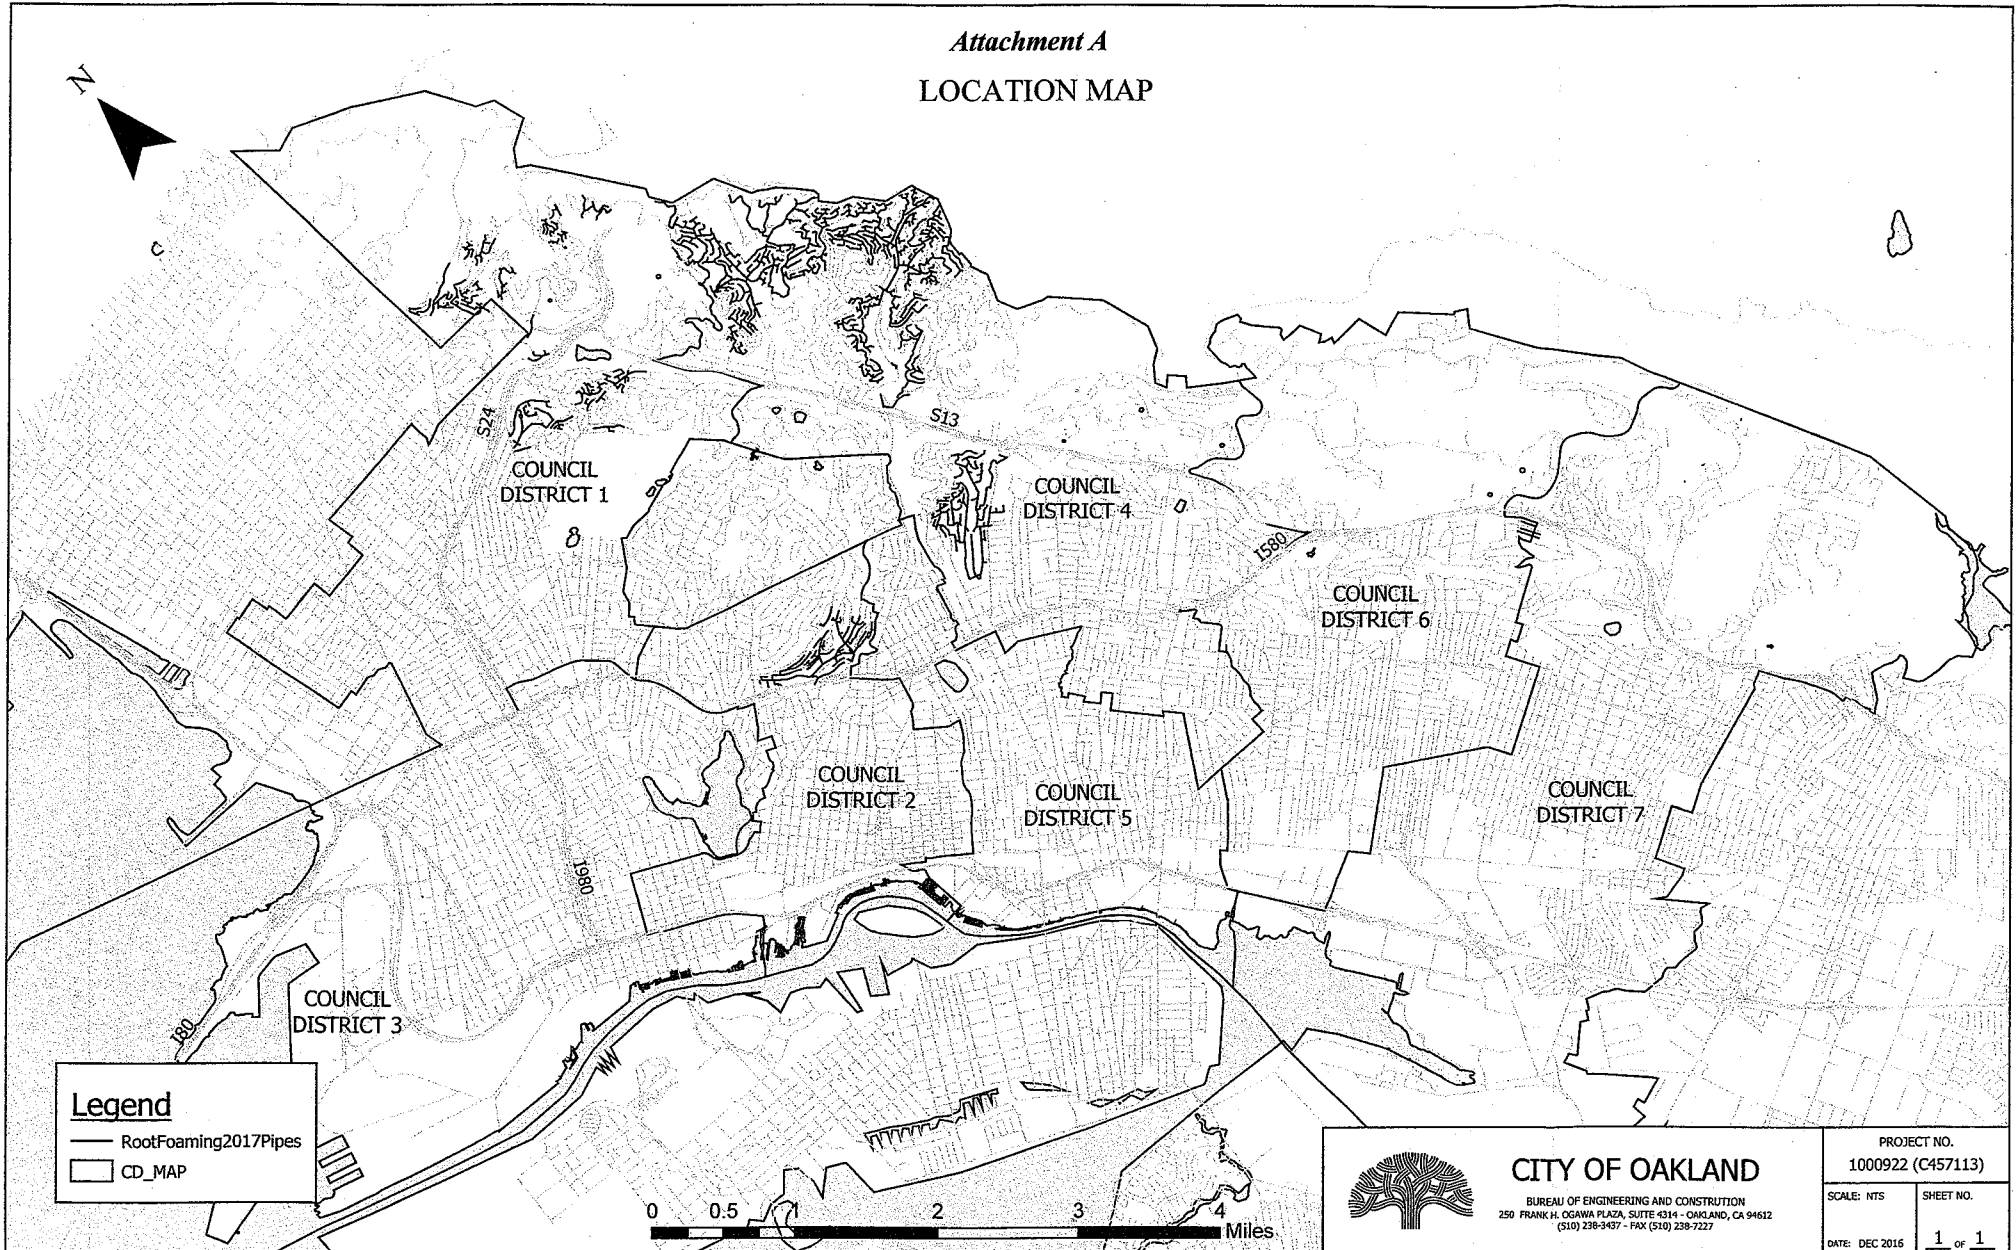 Attachment A
LOCATION MAP
N
S24
S13
COUNCIL
DISTRICT 1
COUNCIL
DISTRICT 4
I580
COUNCIL
DISTRICT 6
COUNCIL
DISTRICT 2
COUNCIL
DISTRICT 5
COUNCIL
DISTRICT 7
I980
COUNCIL
DISTRICT 3
I80
Legend
RootFoaming2017Pipes
CD_MAP
0 0.5 1 2 3 4
Miles
CITY OF OAKLAND
BUREAU OF ENGINEERING AND CONSTRUTION
250 FRANK H. OGAWA PLAZA, SUITE 4314 - OAKLAND, CA 94612
(510) 238-3437 - FAX (510) 238-7227
PROJECT NO.
1000922 (C457113)
SCALE: NTS
SHEET NO.
DATE: DEC 2016
1 OF 1